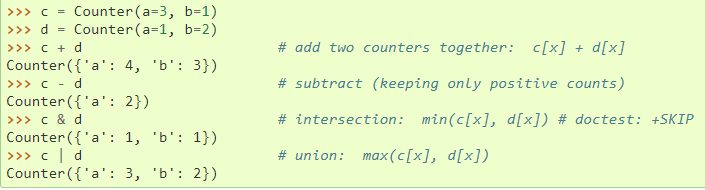 >>> c = Counter(a=3, b=1)
>>> d = Counter(a=1, b=2)
>>> c + d                       # add two counters together:  c[x] + d[x]
Counter({'a': 4, 'b': 3})
>>> c - d                       # subtract (keeping only positive counts)
Counter({'a': 2})
>>> c & d                       # intersection:  min(c[x], d[x]) # doctest: +SKIP
Counter({'a': 1, 'b': 1})
>>> c | d                       # union:  max(c[x], d[x])
Counter({'a': 3, 'b': 2})